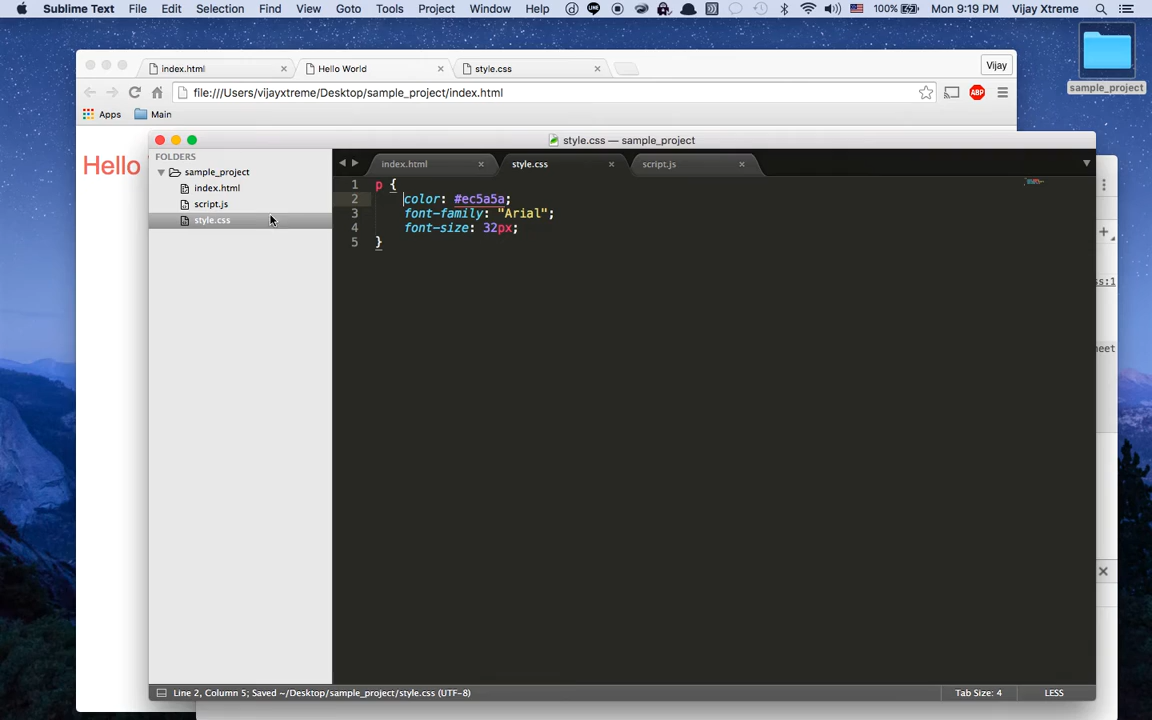 Sublime Text File Edit Selection Find View Goto Tools Project Window Help 100% Mon 9:19 PM Vijay Xtreme
index.html Hello World style.css Vijay
file:///Users/vijayxtreme/Desktop/sample_project/index.html ABP
Apps Main
sample_project
Hello
style.css — sample_project
FOLDERS
sample_project
index.html
script.js
style.css
index.html style.css script.js
1 p {
2 color: #ec5a5a;
3 font-family: "Arial";
4 font-size: 32px;
5 }
ss:1
eet
Line 2, Column 5; Saved ~/Desktop/sample_project/style.css (UTF-8) Tab Size: 4 LESS